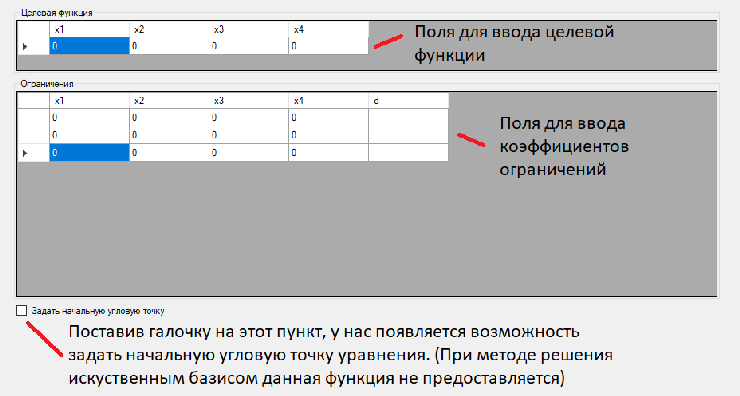 Целевая функция
x1 x2 x3 x4
0 0 0 0
Поля для ввода целевой
функции
Ограничения
x1 x2 x3 x4 d
0 0 0 0
0 0 0 0
0 0 0 0
Поля для ввода
коэффициентов
ограничений
Задать начальную угловую точку
Поставив галочку на этот пункт, у нас появляется возможность
задать начальную угловую точку уравнения. (При методе решения
искуственным базисом данная функция не предоставляется)